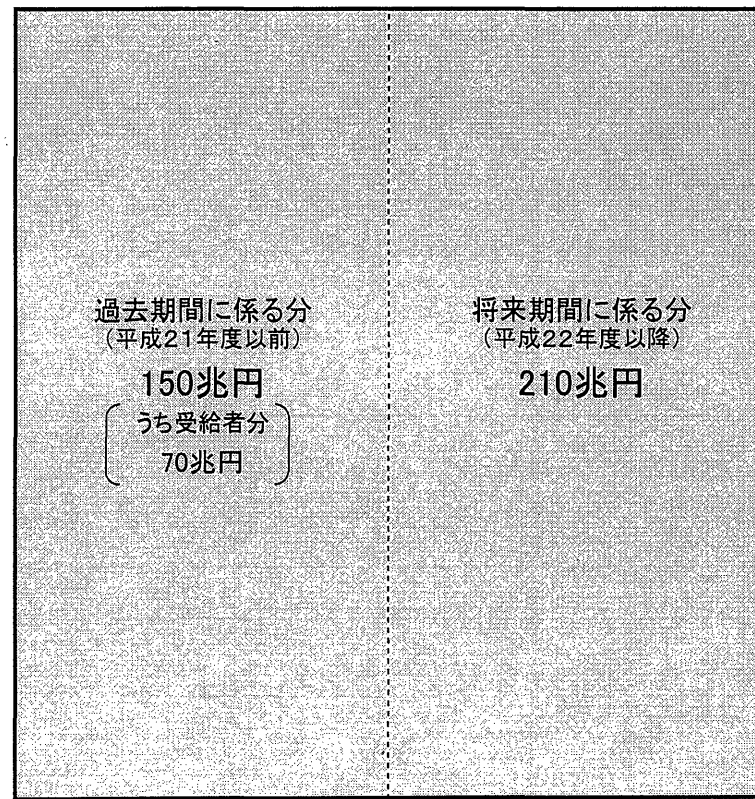 過去期間に係る分
(平成21年度以前)
150兆円
うち受給者分
70兆円
将来期間に係る分
(平成22年度以降)
210兆円